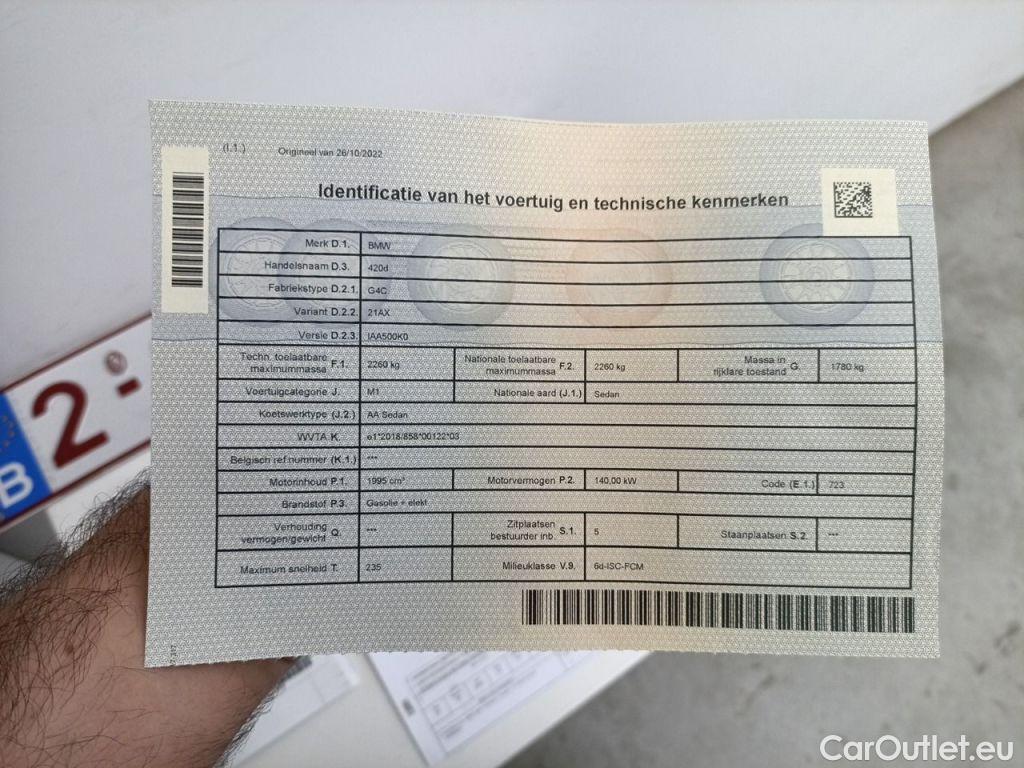 (I.1.) Origineel van 26/10/2022
Identificatie van het voertuig en technische kenmerken
Merk D.1. BMW
Handelsnaam D.3. 420d
Fabriekstype D.2.1. G4C
Variant D.2.2. 21AX
Versie D.2.3. IAA500K0
Techn. toelaatbare maximummassa F.1. 2260 kg Nationale toelaatbare maximummassa F.2. 2260 kg Massa in rijklare toestand G. 1780 kg
Voertuigcategorie J. M1 Nationale aard (J.1.) Sedan
Koetswerktype (J.2.) AA Sedan
WVTA K. e1*2018/858*00122*03
Belgisch ref.nummer (K.1.) ---
Motorinhoud P.1. 1995 cm³ Motorvermogen P.2. 140,00 kW Code (E.1.) 723
Brandstof P.3. Gasolie + elekt
Verhouding vermogen/gewicht Q. --- Zitplaatsen bestuurder inb. S.1. 5 Staanplaatsen S.2. ---
Maximum snelheid T. 235 Milieuklasse V.9. 6d-ISC-FCM
B
2-
CarOutlet.eu